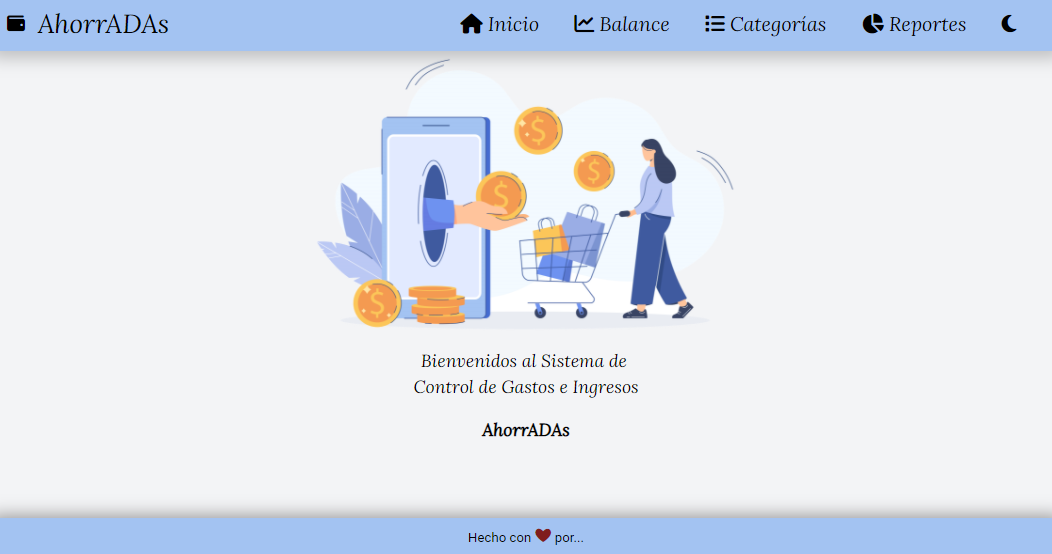 AhorrADAs Inicio Balance Categorías Reportes
Bienvenidos al Sistema de
Control de Gastos e Ingresos
AhorrADAs
Hecho con ❤ por...